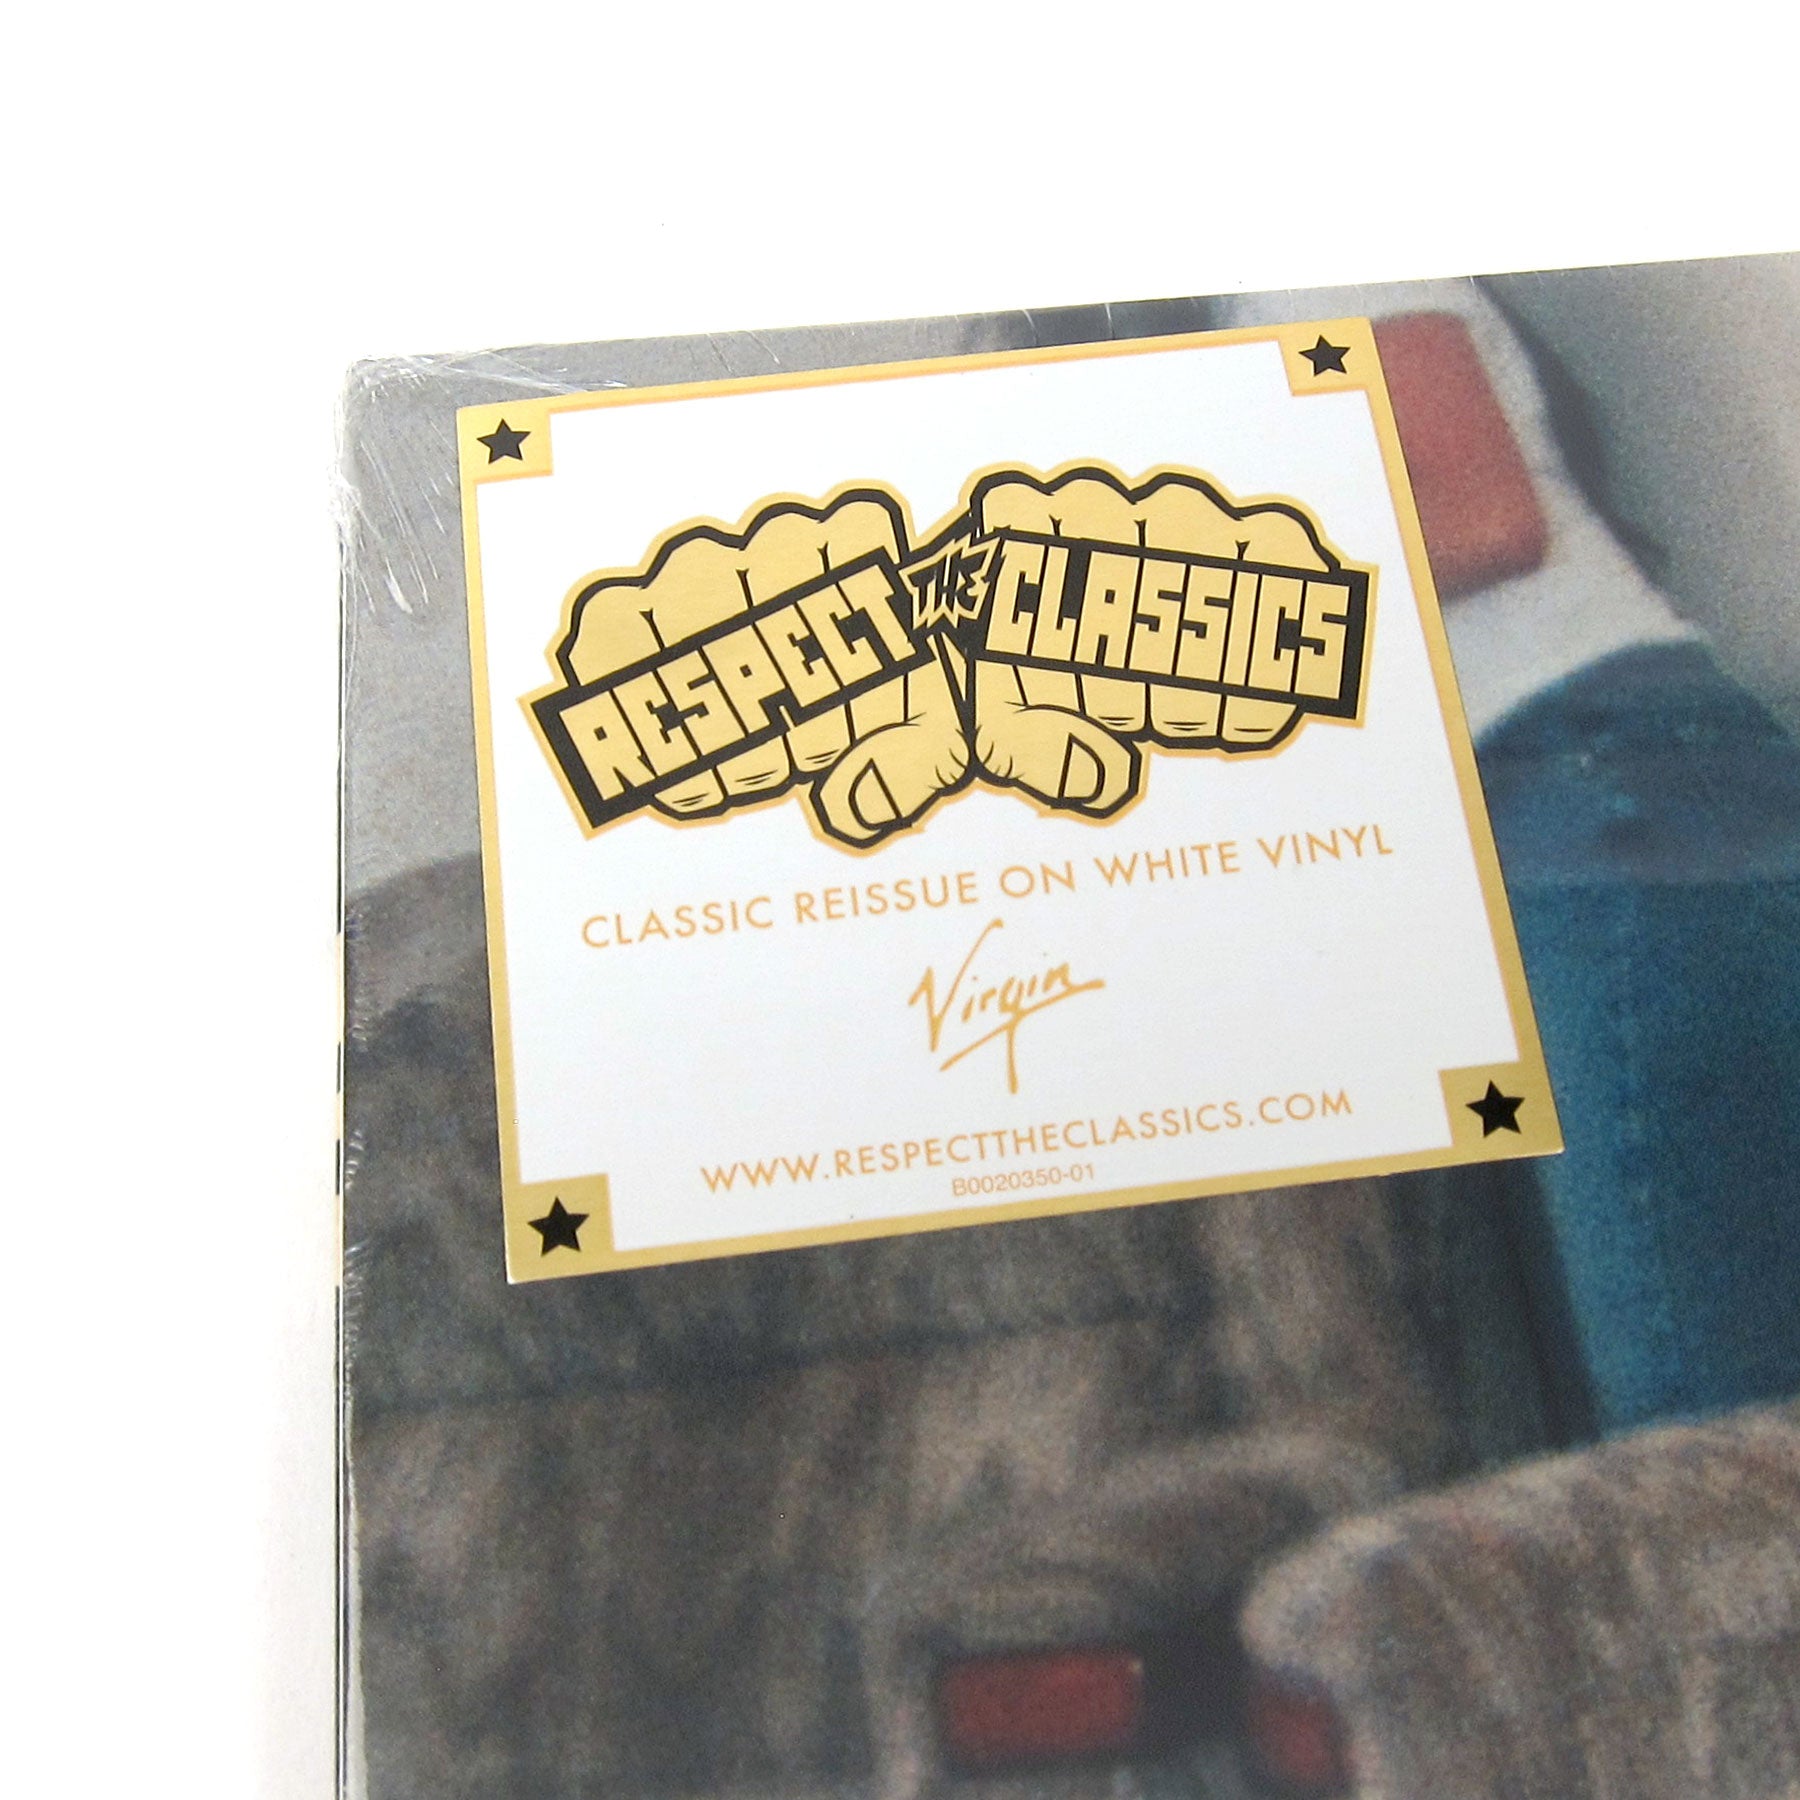 RESPECT THE CLASSICS
CLASSIC REISSUE ON WHITE VINYL
Virgin
WWW.RESPECTTHECLASSICS.COM
B0020350-01